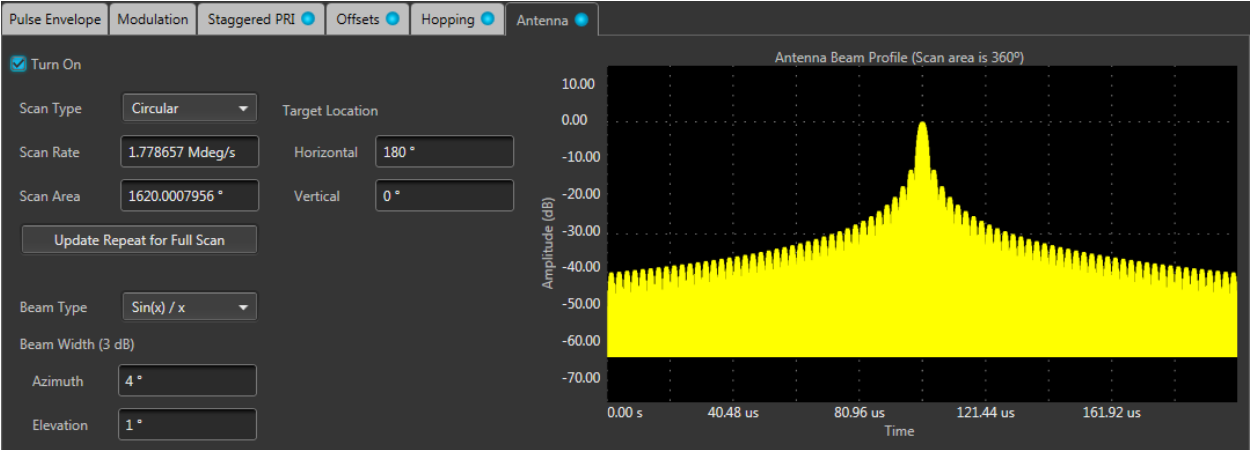 Pulse Envelope Modulation Staggered PRI Offsets Hopping Antenna
Turn On
Scan Type Circular
Target Location
Scan Rate 1.778657 Mdeg/s Horizontal 180 °
Scan Area 1620.0007956 ° Vertical 0 °
Update Repeat for Full Scan
Beam Type Sin(x) / x
Beam Width (3 dB)
Azimuth 4 °
Elevation 1 °
Antenna Beam Profile (Scan area is 360º)
Amplitude (dB)
10.00
0.00
-10.00
-20.00
-30.00
-40.00
-50.00
-60.00
-70.00
0.00 s 40.48 us 80.96 us 121.44 us 161.92 us
Time